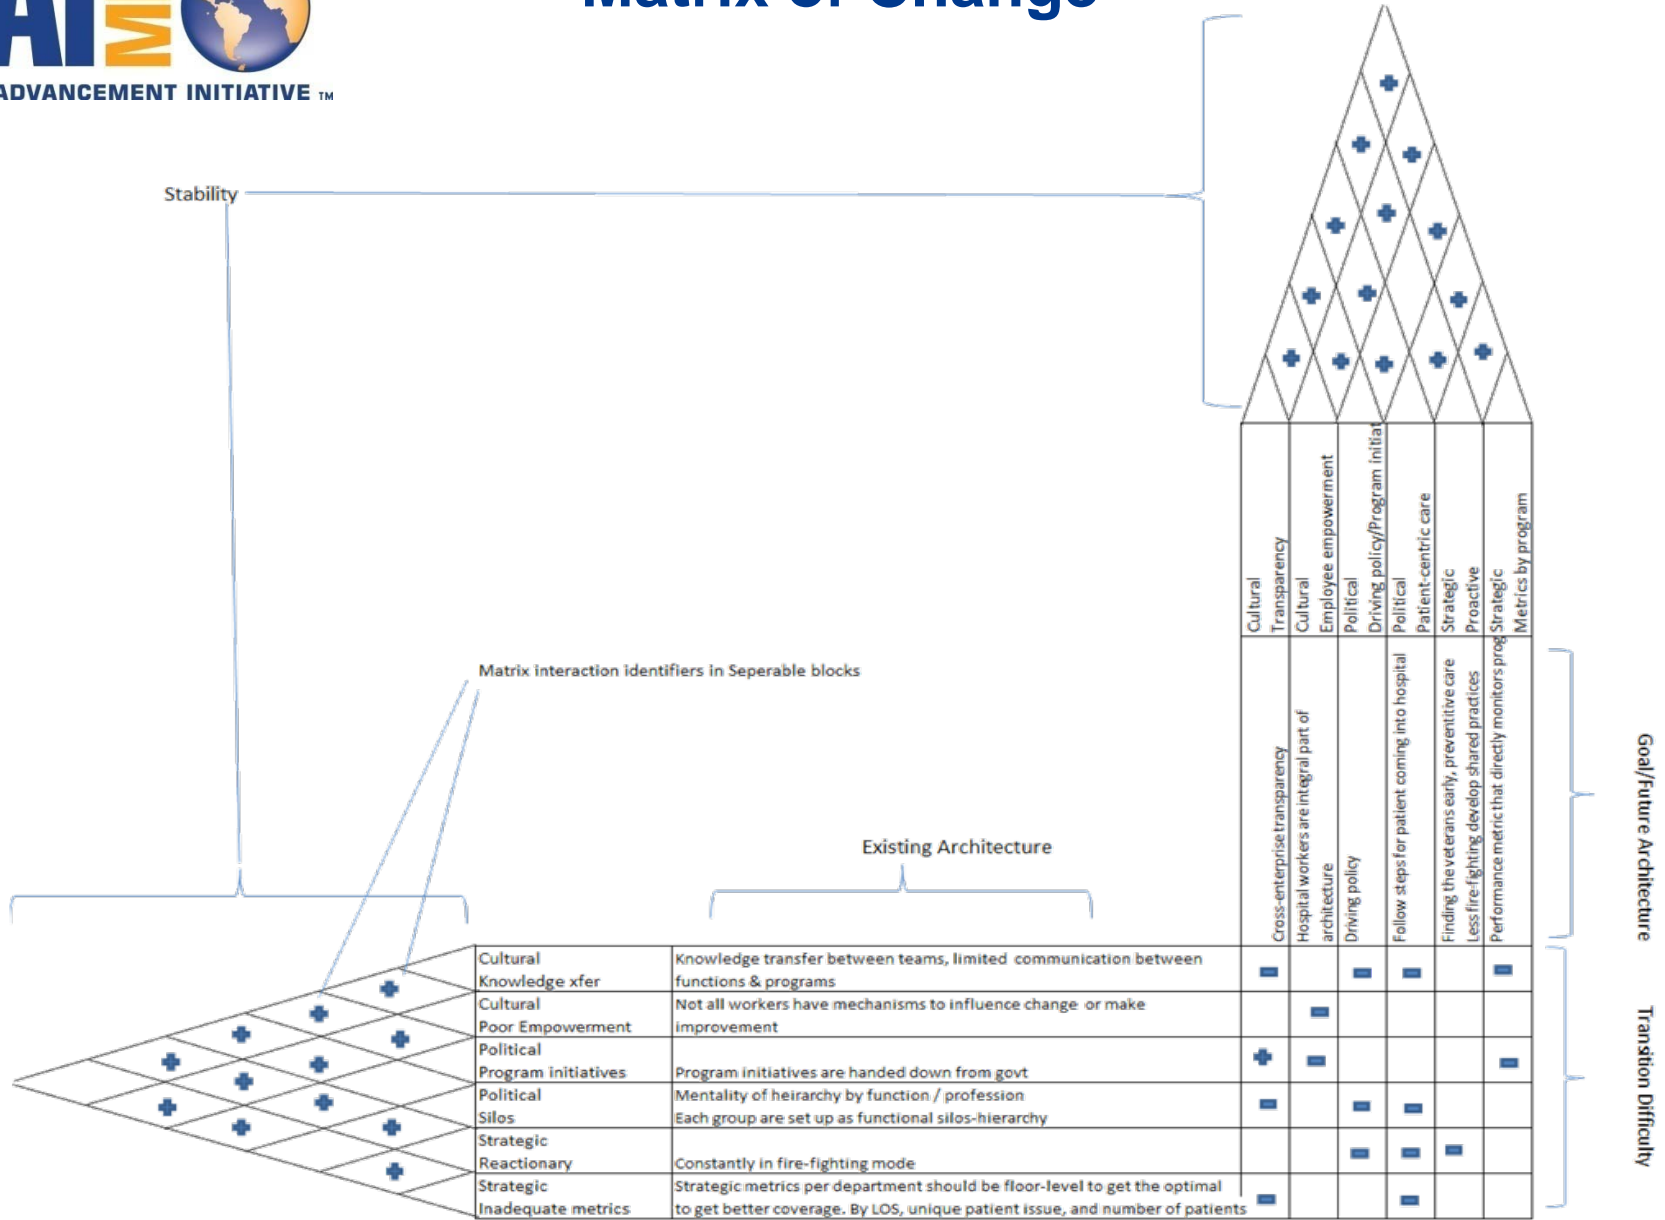 Matrix of Change
ADVANCEMENT INITIATIVE TM
Stability
Matrix interaction identifiers in Seperable blocks
Existing Architecture
Cultural
Transparency
Cultural
Employee empowerment
Political
Driving policy/Program initiat
Political
Patient-centric care
Strategic
Proactive
Strategic
Metrics by program
Cross-enterprise transparency
Hospital workers are integral part of
architecture
Driving policy
Follow steps for patient coming into hospital
Finding the veterans early, preventitive care
Less fire-fighting develop shared practices
Performance metric that directly monitors prog
Goal/Future Architecture
Transition Difficulty
Cultural
Knowledge xfer
Knowledge transfer between teams, limited communication between
functions & programs
Cultural
Poor Empowerment
Not all workers have mechanisms to influence change or make
improvement
Political
Program initiatives
Program initiatives are handed down from govt
Political
Silos
Mentality of heirarchy by function / profession
Each group are set up as functional silos-hierarchy
Strategic
Reactionary
Constantly in fire-fighting mode
Strategic
Inadequate metrics
Strategic metrics per department should be floor-level to get the optimal
to get better coverage. By LOS, unique patient issue, and number of patients